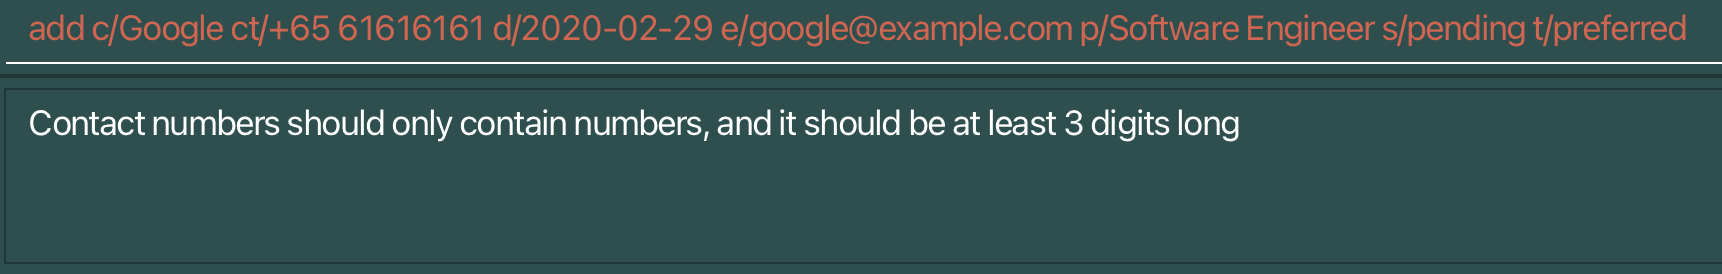 add c/Google ct/+65 61616161 d/2020-02-29 e/google@example.com p/Software Engineer s/pending t/preferred
Contact numbers should only contain numbers, and it should be at least 3 digits long